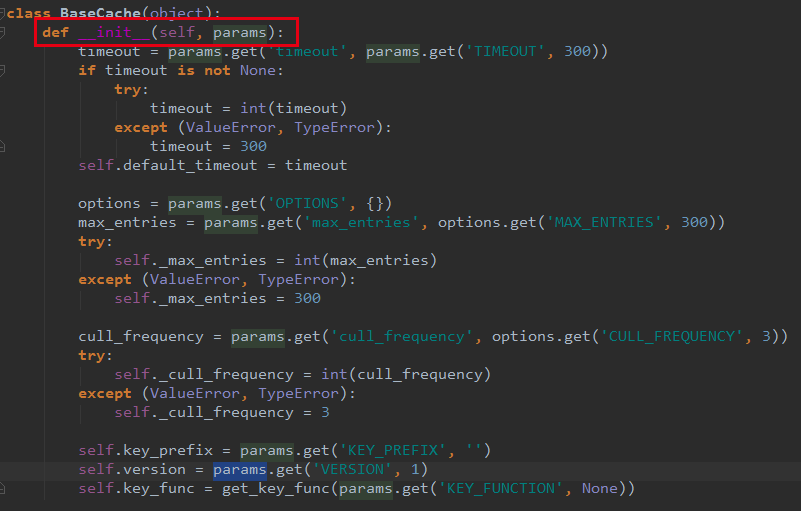 class BaseCache(object):
    def __init__(self, params):
        timeout = params.get('timeout', params.get('TIMEOUT', 300))
        if timeout is not None:
            try:
                timeout = int(timeout)
            except (ValueError, TypeError):
                timeout = 300
        self.default_timeout = timeout

        options = params.get('OPTIONS', {})
        max_entries = params.get('max_entries', options.get('MAX_ENTRIES', 300))
        try:
            self._max_entries = int(max_entries)
        except (ValueError, TypeError):
            self._max_entries = 300

        cull_frequency = params.get('cull_frequency', options.get('CULL_FREQUENCY', 3))
        try:
            self._cull_frequency = int(cull_frequency)
        except (ValueError, TypeError):
            self._cull_frequency = 3

        self.key_prefix = params.get('KEY_PREFIX', '')
        self.version = params.get('VERSION', 1)
        self.key_func = get_key_func(params.get('KEY_FUNCTION', None))